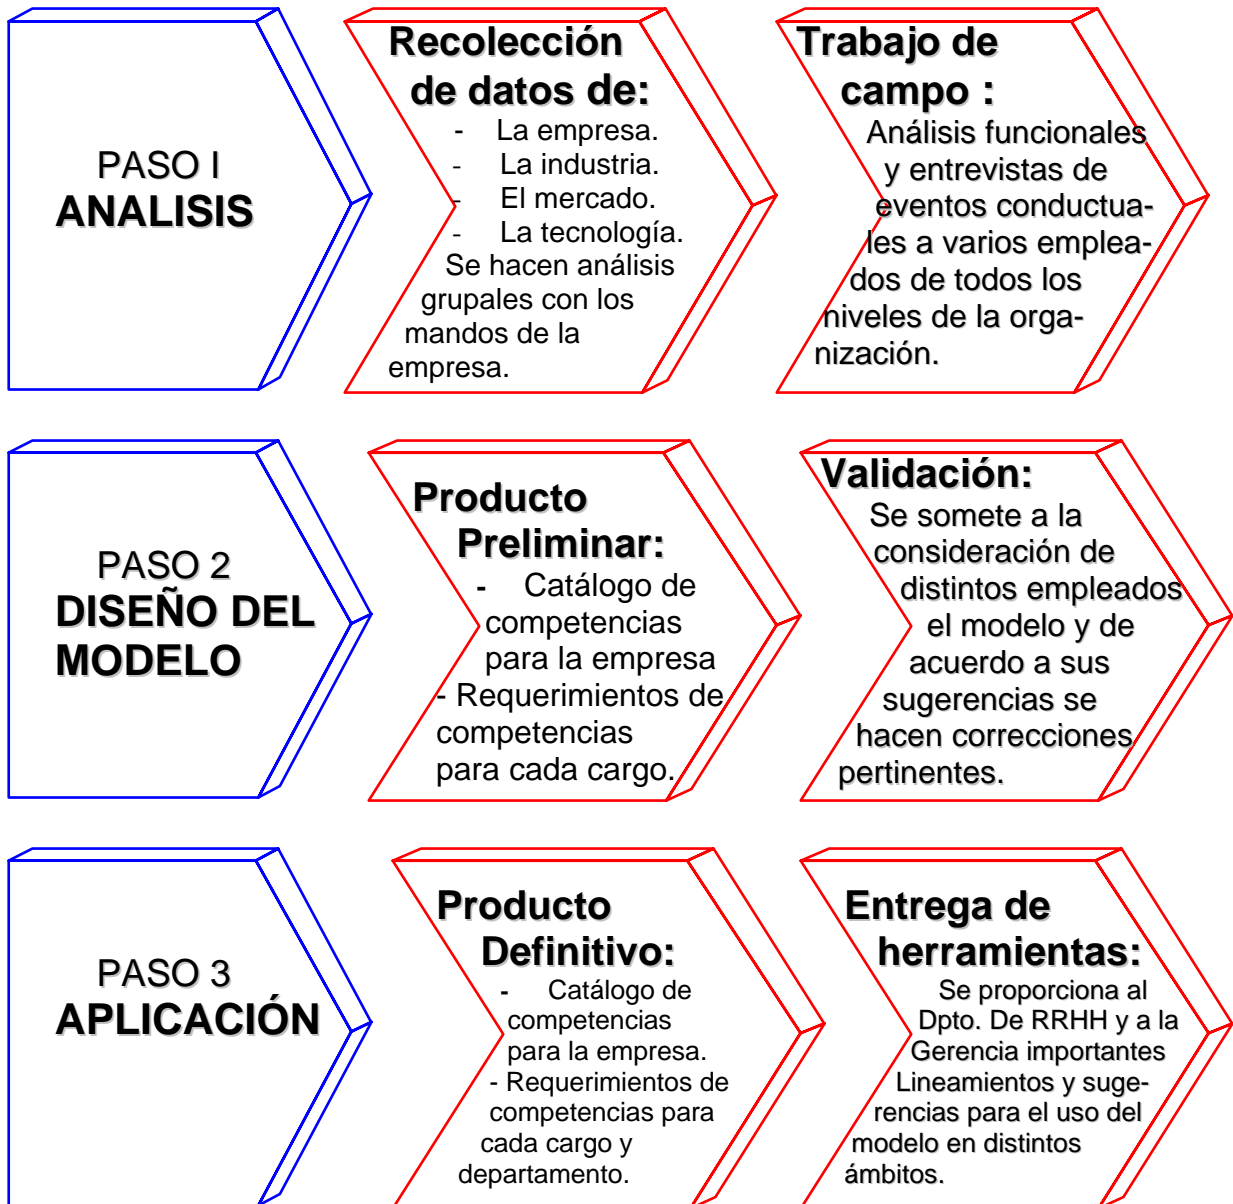 PASO I
ANALISIS
Recolección
de datos de:
- La empresa.
- La industria.
- El mercado.
- La tecnología.
Se hacen análisis
grupales con los
mandos de la
empresa.
Trabajo de
campo :
Análisis funcionales
y entrevistas de
eventos conductua-
les a varios emplea-
dos de todos los
niveles de la orga-
nización.
PASO 2
DISEÑO DEL
MODELO
Producto
Preliminar:
- Catálogo de
competencias
para la empresa
- Requerimientos de
competencias
para cada cargo.
Validación:
Se somete a la
consideración de
distintos empleados
el modelo y de
acuerdo a sus
sugerencias se
hacen correcciones
pertinentes.
PASO 3
APLICACIÓN
Producto
Definitivo:
- Catálogo de
competencias
para la empresa.
- Requerimientos de
competencias para
cada cargo y
departamento.
Entrega de
herramientas:
Se proporciona al
Dpto. De RRHH y a la
Gerencia importantes
Lineamientos y suge-
rencias para el uso del
modelo en distintos
ámbitos.